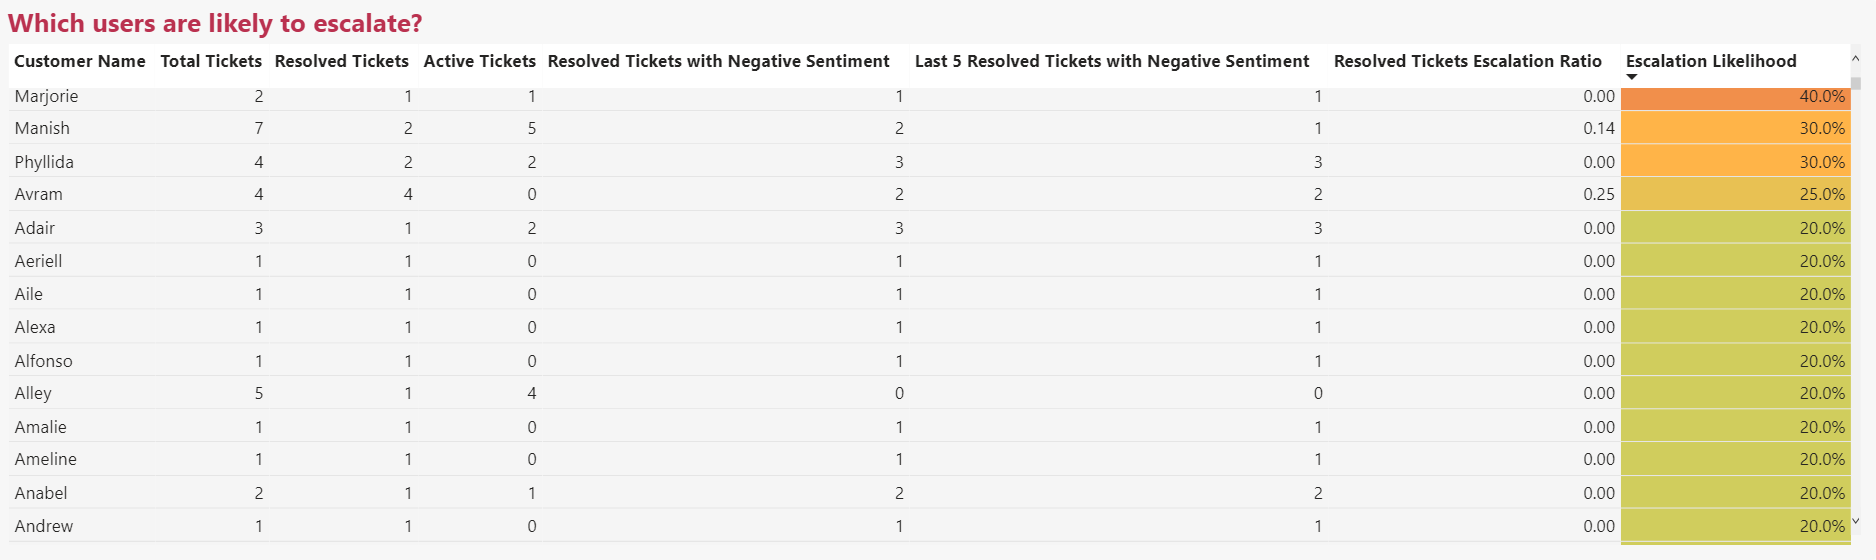 Which users are likely to escalate?
Customer Name Total Tickets Resolved Tickets Active Tickets Resolved Tickets with Negative Sentiment Last 5 Resolved Tickets with Negative Sentiment Resolved Tickets Escalation Ratio Escalation Likelihood
Marjorie 2 1 1 1 1 0.00 40.0%
Manish 7 2 5 2 1 0.14 30.0%
Phyllida 4 2 2 3 3 0.00 30.0%
Avram 4 4 0 2 2 0.25 25.0%
Adair 3 1 2 3 3 0.00 20.0%
Aeriell 1 1 0 1 1 0.00 20.0%
Aile 1 1 0 1 1 0.00 20.0%
Alexa 1 1 0 1 1 0.00 20.0%
Alfonso 1 1 0 1 1 0.00 20.0%
Alley 5 1 4 0 0 0.00 20.0%
Amalie 1 1 0 1 1 0.00 20.0%
Ameline 1 1 0 1 1 0.00 20.0%
Anabel 2 1 1 2 2 0.00 20.0%
Andrew 1 1 0 1 1 0.00 20.0%